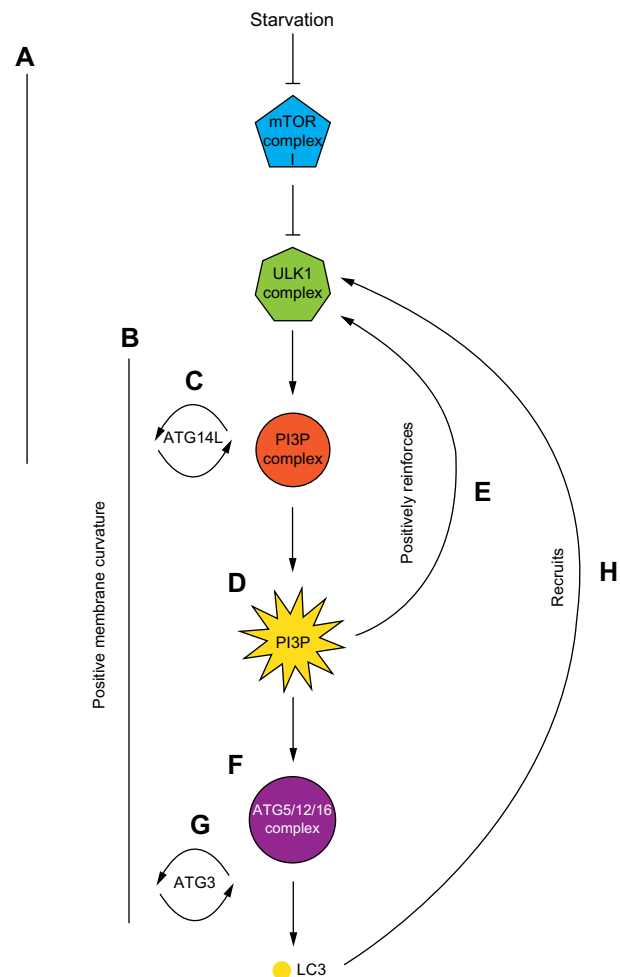 Starvation
A
mTOR
complex
I
ULK1
complex
B
C
ATG14L
PI3P
complex
Positively reinforces
E
D
PI3P
Recruits
H
Positive membrane curvature
F
ATG5/12/16
complex
G
ATG3
LC3